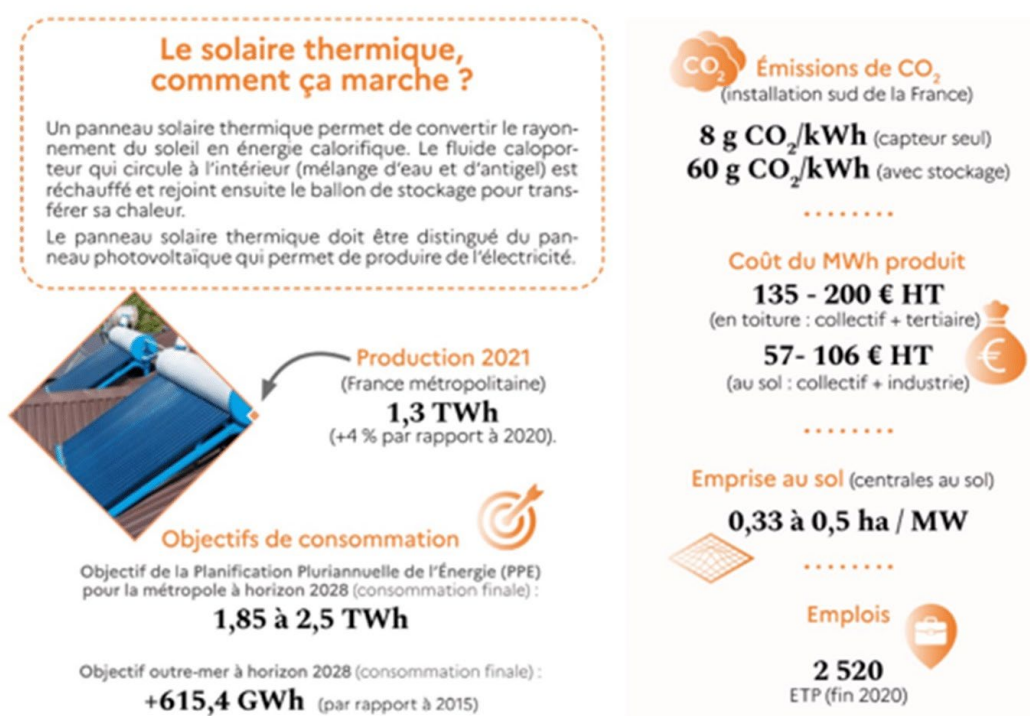 Le solaire thermique,
comment ça marche ?
Un panneau solaire thermique permet de convertir le rayon-
nement du soleil en énergie calorifique. Le fluide calopor-
teur qui circule à l'intérieur (mélange d'eau et d'antigel) est
réchauffé et rejoint ensuite le ballon de stockage pour trans-
férer sa chaleur.
Le panneau solaire thermique doit être distingué du pan-
neau photovoltaïque qui permet de produire de l'électricité.
Production 2021
(France métropolitaine)
1,3 TWh
(+4 % par rapport à 2020).
Objectifs de consommation
Objectif de la Planification Pluriannuelle de l'Énergie (PPE)
pour la métropole à horizon 2028 (consommation finale) :
1,85 à 2,5 TWh
Objectif outre-mer à horizon 2028 (consommation finale) :
+615,4 GWh (par rapport à 2015)
CO₂
Émissions de CO₂
(installation sud de la France)
8 g CO₂/kWh (capteur seul)
60 g CO₂/kWh (avec stockage)
Coût du MWh produit
135 - 200 € HT
(en toiture : collectif + tertiaire)
57- 106 € HT
(au sol : collectif + industrie)
€
Emprise au sol (centrales au sol)
0,33 à 0,5 ha / MW
Emplois
2 520
ETP (fin 2020)